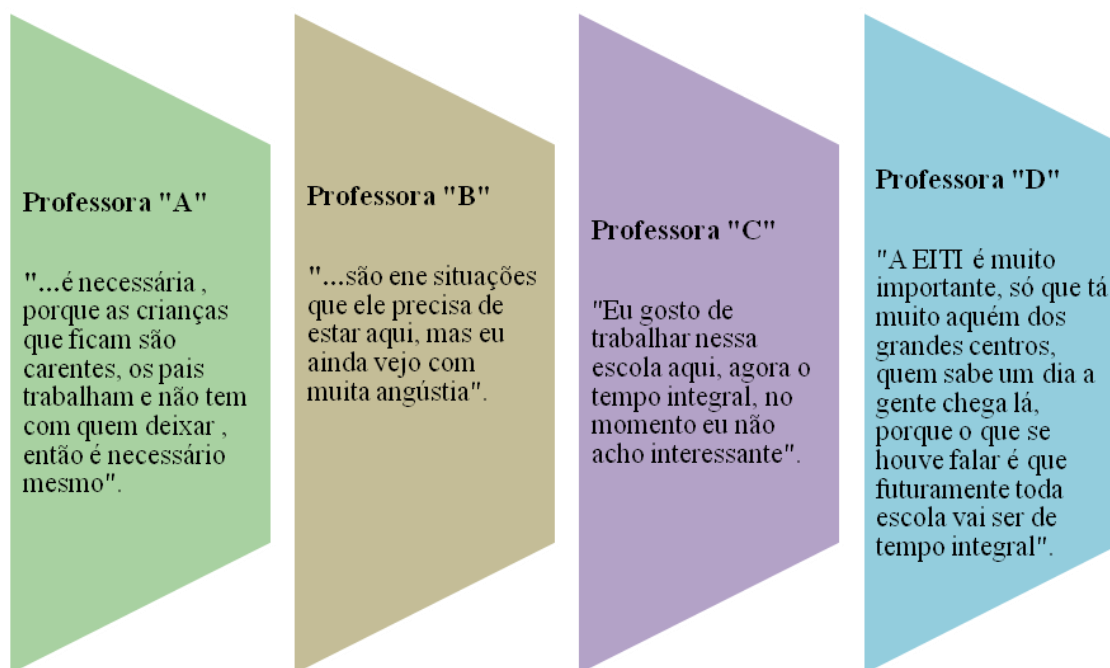 Professora "A"
"...é necessária ,
porque as crianças
que ficam são
carentes, os pais
trabalham e não tem
com quem deixar ,
então é necessário
mesmo".
Professora "B"
"...são ene situações
que ele precisa de
estar aqui, mas eu
ainda vejo com
muita angústia".
Professora "C"
"Eu gosto de
trabalhar nessa
escola aqui, agora o
tempo integral, no
momento eu não
acho interessante".
Professora "D"
"A EITI é muito
importante, só que tá
muito aquém dos
grandes centros,
quem sabe um dia a
gente chega lá,
porque o que se
houve falar é que
futuramente toda
escola vai ser de
tempo integral".